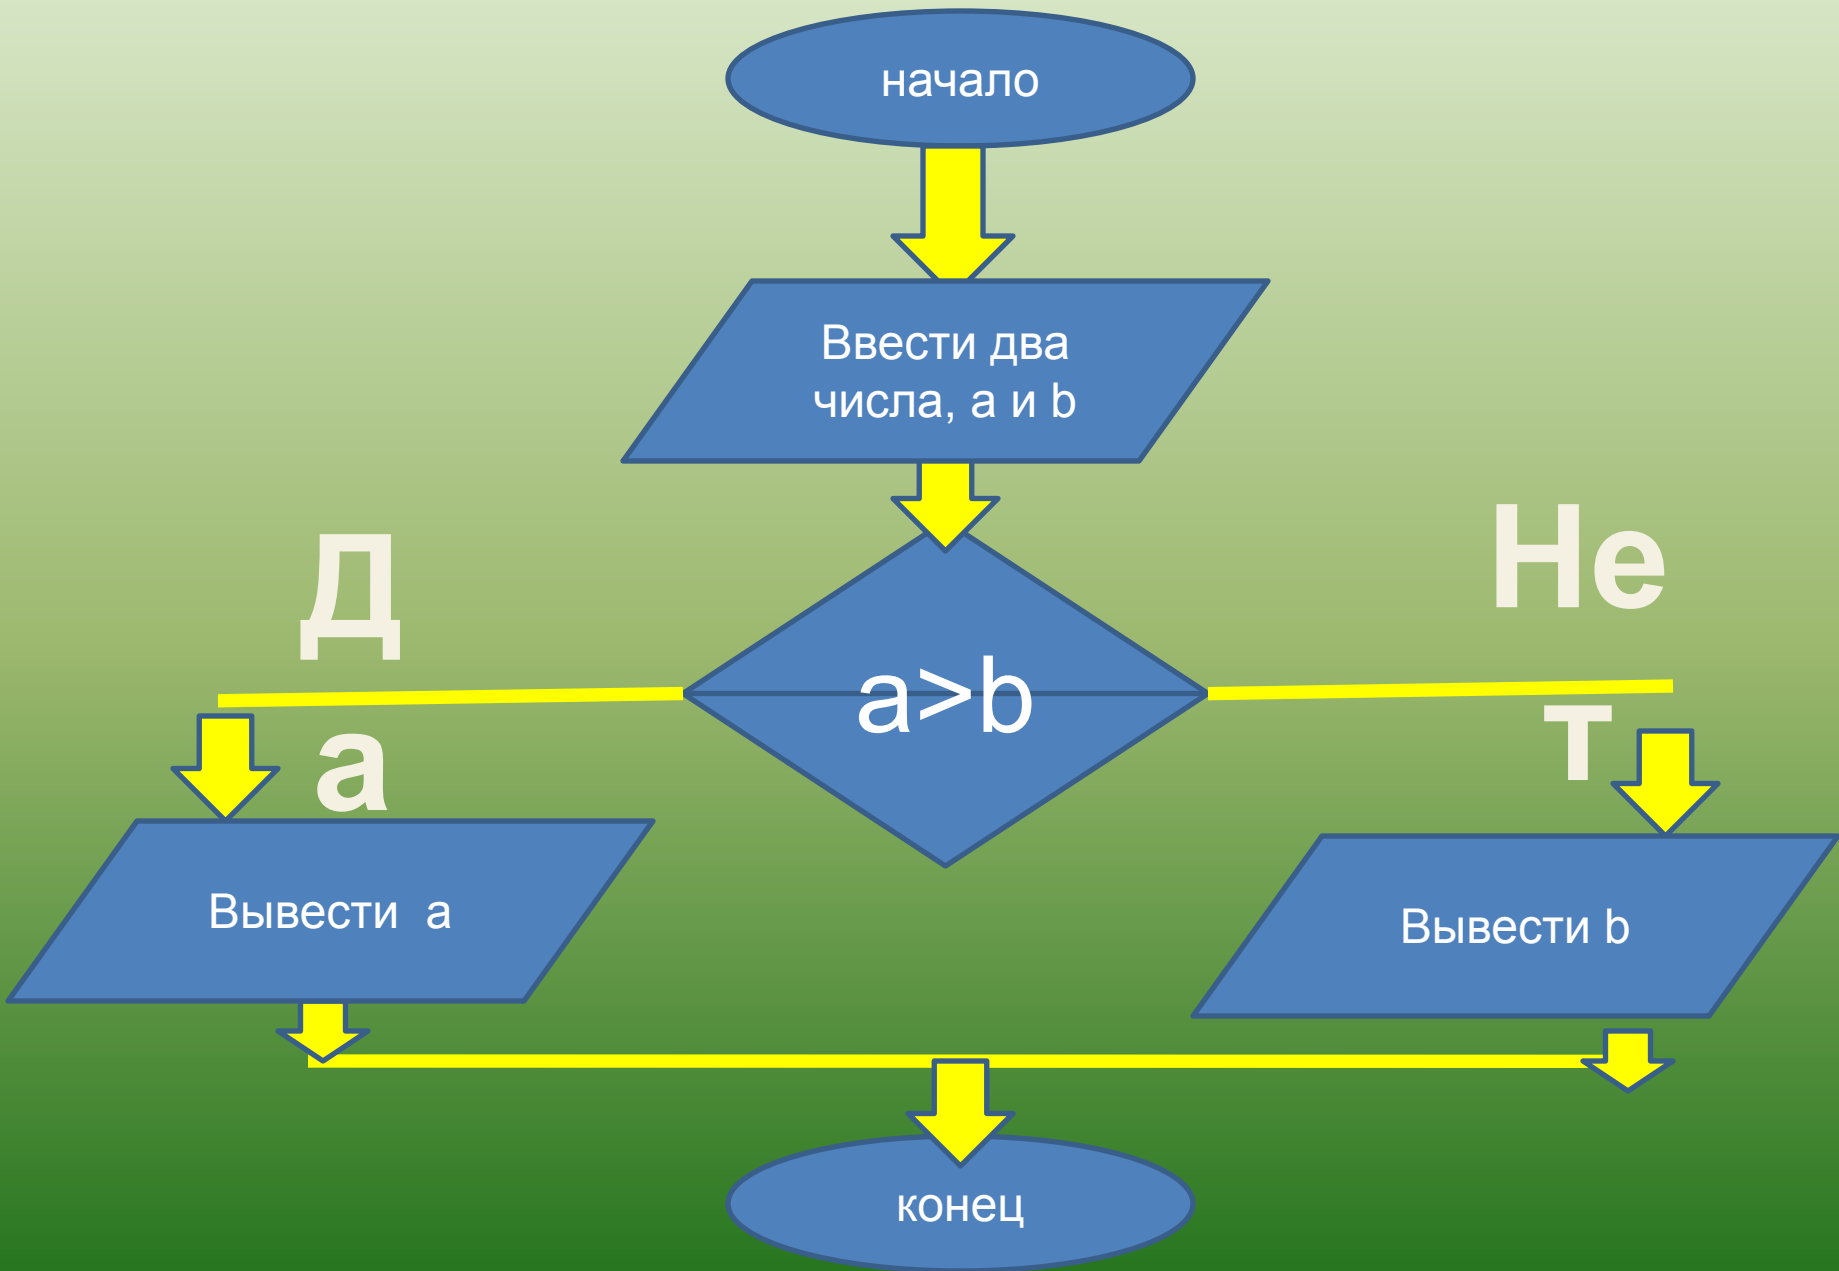 начало
Ввести два
числа, a и b
Д
а
Не
т
a>b
Вывести  a
Вывести b
конец